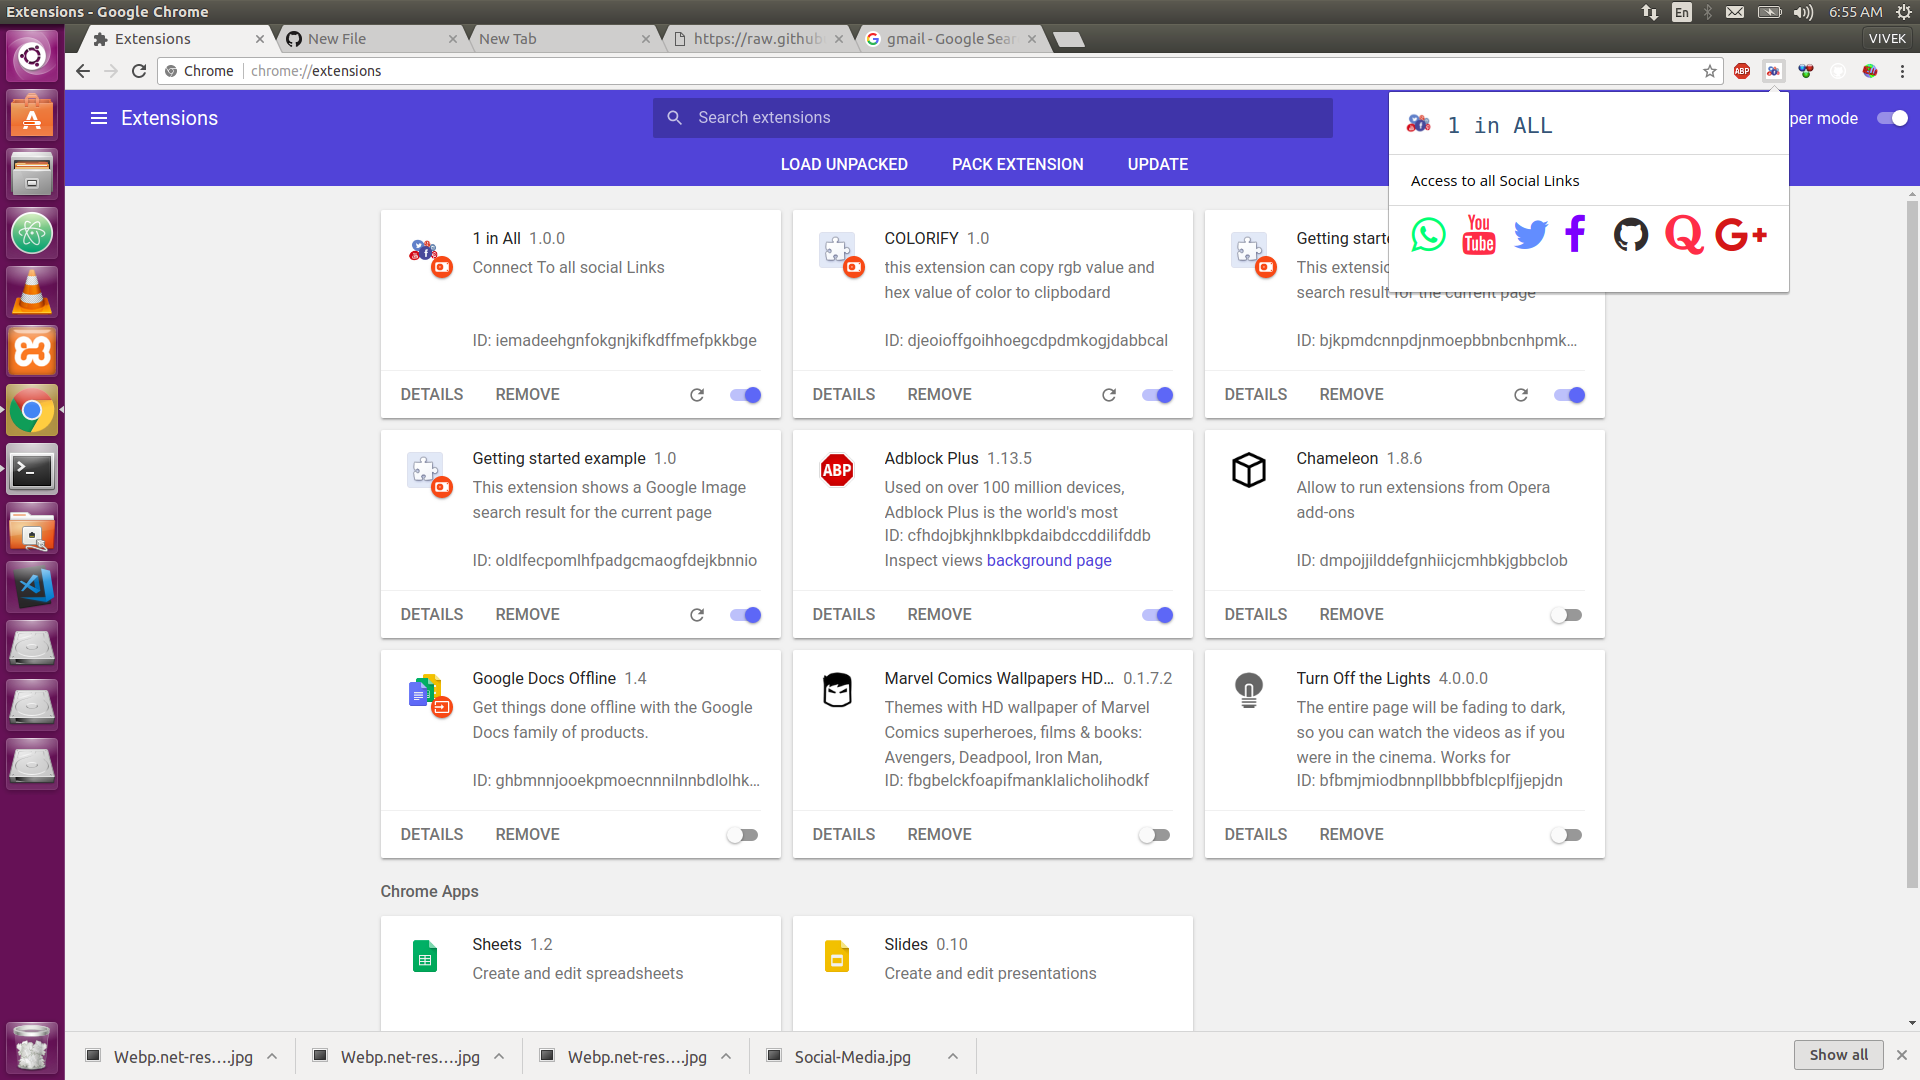 Extensions - Google Chrome
En
6:55 AM
Extensions
New File
New Tab
https://raw.githubu
gmail - Google Sear
VIVEK
Chrome
chrome://extensions
ABP
Extensions
Search extensions
per mode
LOAD UNPACKED
PACK EXTENSION
UPDATE
1 in ALL
Access to all Social Links
You
Tube
G+
1 in All 1.0.0
Connect To all social Links
ID: iemadeehgnfokgnjkifkdffmefpkkbge
DETAILS
REMOVE
COLORIFY 1.0
this extension can copy rgb value and
hex value of color to clipbodard
ID: djeoioffgoihhoegcdpdmkogjdabbcal
DETAILS
REMOVE
Getting starte
This extensio
search result for the current page
ID: bjkpmdcnnpdjnmoepbbnbcnhpmk...
DETAILS
REMOVE
Getting started example 1.0
This extension shows a Google Image
search result for the current page
ID: oldlfecpomlhfpadgcmaogfdejkbnnio
DETAILS
REMOVE
ABP
Adblock Plus 1.13.5
Used on over 100 million devices,
Adblock Plus is the world's most
ID: cfhdojbkjhnklbpkdaibdccddilifddb
Inspect views background page
DETAILS
REMOVE
Chameleon 1.8.6
Allow to run extensions from Opera
add-ons
ID: dmpojjilddefgnhiicjcmhbkjgbbclob
DETAILS
REMOVE
Google Docs Offline 1.4
Get things done offline with the Google
Docs family of products.
ID: ghbmnnjooekpmoecnnnilnnbdlolhk...
DETAILS
REMOVE
Marvel Comics Wallpapers HD... 0.1.7.2
Themes with HD wallpaper of Marvel
Comics superheroes, films & books:
Avengers, Deadpool, Iron Man,
ID: fbgbelckfoapifmanklalicholihodkf
DETAILS
REMOVE
Turn Off the Lights 4.0.0.0
The entire page will be fading to dark,
so you can watch the videos as if you
were in the cinema. Works for
ID: bfbmjmiodbnnpllbbbfblcplfjjepjdn
DETAILS
REMOVE
Chrome Apps
Sheets 1.2
Create and edit spreadsheets
Slides 0.10
Create and edit presentations
Webp.net-res....jpg
Webp.net-res....jpg
Webp.net-res....jpg
Social-Media.jpg
Show all